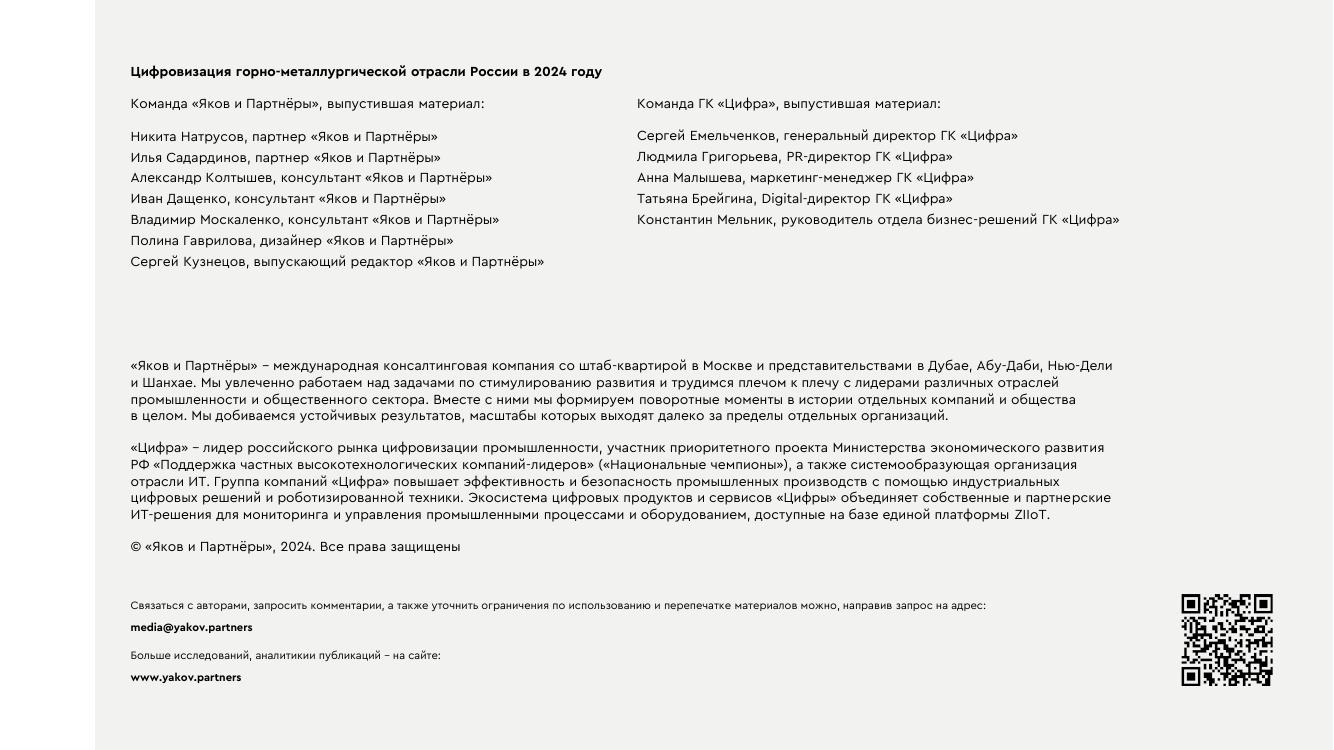 Цифровизация горно-металлургической отрасли России в 2024 году
Команда «Яков и Партнёры», выпустившая материал:
Никита Натрусов, партнер «Яков и Партнёры»
Илья Садардинов, партнер «Яков и Партнёры»
Александр Колтышев, консультант «Яков и Партнёры»
Иван Дащенко, консультант «Яков и Партнёры»
Владимир Москаленко, консультант «Яков и Партнёры»
Полина Гаврилова, дизайнер «Яков и Партнёры»
Сергей Кузнецов, выпускающий редактор «Яков и Партнёры»
Команда ГК «Цифра», выпустившая материал:
Сергей Емельченков, генеральный директор ГК «Цифра»
Людмила Григорьева, PR-директор ГК «Цифра»
Анна Малышева, маркетинг-менеджер ГК «Цифра»
Татьяна Брейгина, Digital-директор ГК «Цифра»
Константин Мельник, руководитель отдела бизнес-решений ГК «Цифра»
«Яков и Партнёры» – международная консалтинговая компания со штаб-квартирой в Москве и представительствами в Дубае, Абу-Даби, Нью-Дели
и Шанхае. Мы увлеченно работаем над задачами по стимулированию развития и трудимся плечом к плечу с лидерами различных отраслей
промышленности и общественного сектора. Вместе с ними мы формируем поворотные моменты в истории отдельных компаний и общества
в целом. Мы добиваемся устойчивых результатов, масштабы которых выходят далеко за пределы отдельных организаций.
«Цифра» – лидер российского рынка цифровизации промышленности, участник приоритетного проекта Министерства экономического развития
РФ «Поддержка частных высокотехнологических компаний-лидеров» («Национальные чемпионы»), а также системообразующая организация
отрасли ИТ. Группа компаний «Цифра» повышает эффективность и безопасность промышленных производств с помощью индустриальных
цифровых решений и роботизированной техники. Экосистема цифровых продуктов и сервисов «Цифры» объединяет собственные и партнерские
ИТ-решения для мониторинга и управления промышленными процессами и оборудованием, доступные на базе единой платформы ZIIoT.
© «Яков и Партнёры», 2024. Все права защищены
Связаться с авторами, запросить комментарии, а также уточнить ограничения по использованию и перепечатке материалов можно, направив запрос на адрес:
media@yakov.partners
Больше исследований, аналитикии публикаций – на сайте:
www.yakov.partners